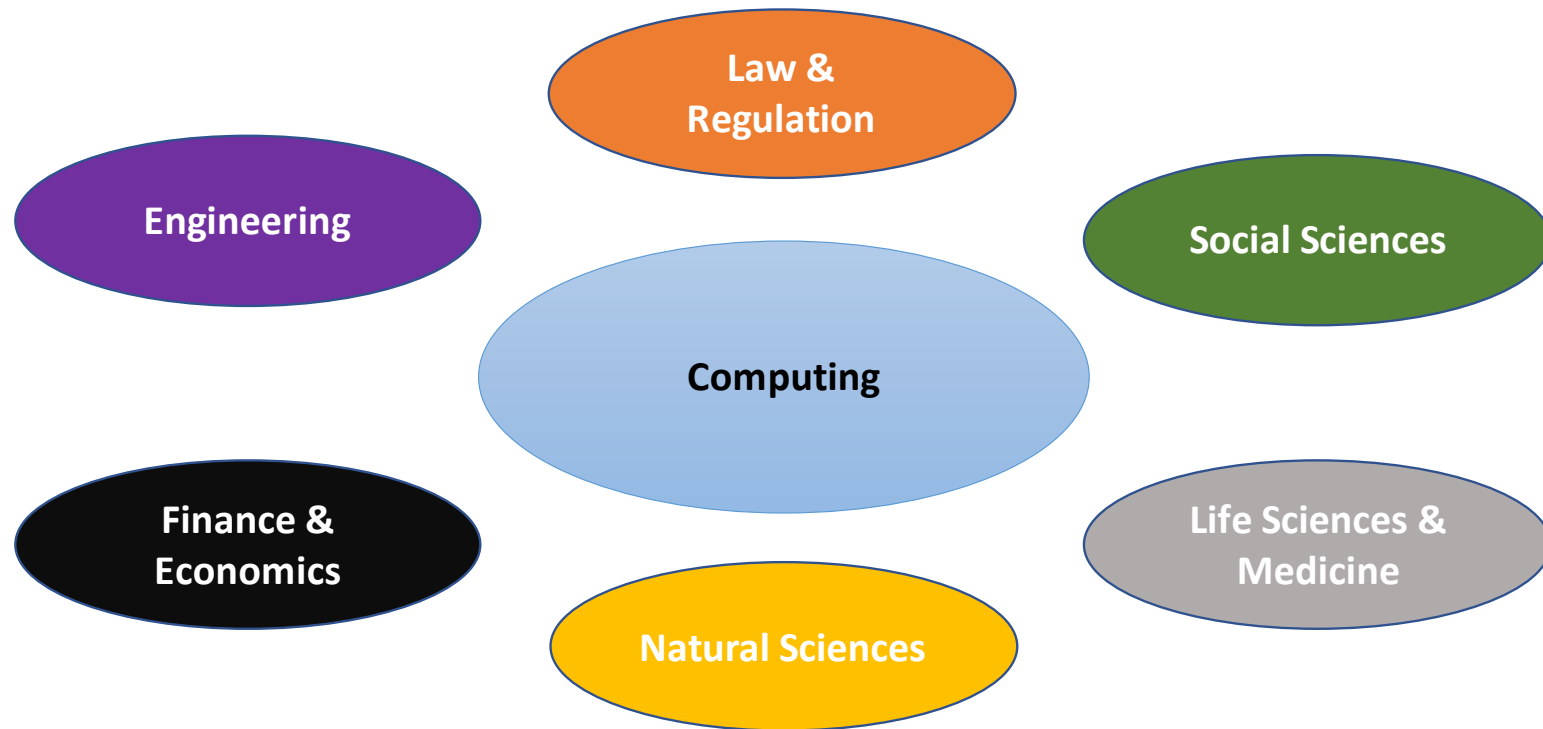 Law &
Regulation
Engineering
Social Sciences
Computing
Finance &
Economics
Life Sciences &
Medicine
Natural Sciences